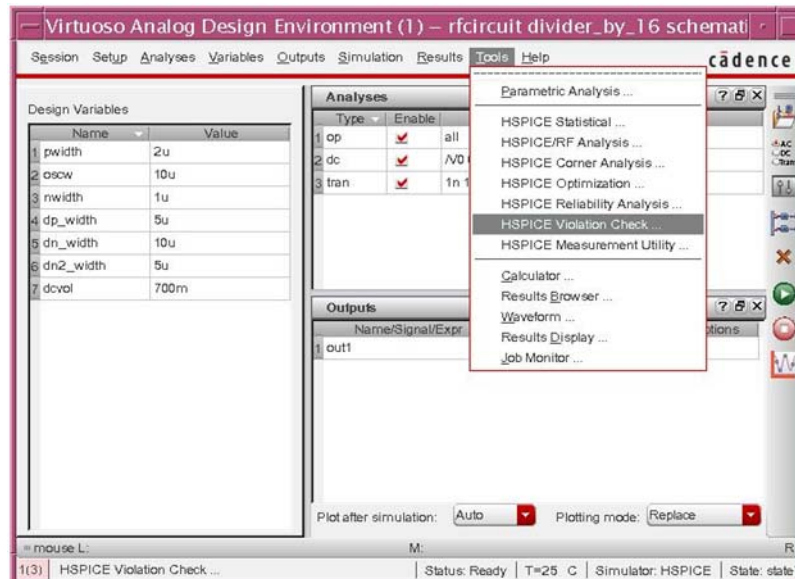 Virtuoso Analog Design Environment (1) – rfcircuit divider_by_16 schemati
Session Setup Analyses Variables Outputs Simulation Results Tools Help
cādence
Design Variables
Name Value
1 pwidth 2u
2 oscw 10u
3 nwidth 1u
4 dp_width 5u
5 dn_width 10u
6 dn2_width 5u
7 dcvol 700m
Analyses
Type Enable
1 op all
2 dc /V0
3 tran 1n 1
Parametric Analysis ...
HSPICE Statistical ...
HSPICE/RF Analysis ...
HSPICE Corner Analysis ...
HSPICE Optimization ...
HSPICE Reliability Analysis ...
HSPICE Violation Check ...
HSPICE Measurement Utility ...
Calculator ...
Results Browser ...
Waveform ...
Results Display ...
Job Monitor ...
AC
DC
Tran
Outputs
Name/Signal/Expr
1 out1
Plot after simulation: Auto Plotting mode: Replace
mouse L: M: R
1(3) HSPICE Violation Check ... Status: Ready T=25 C Simulator: HSPICE State: state